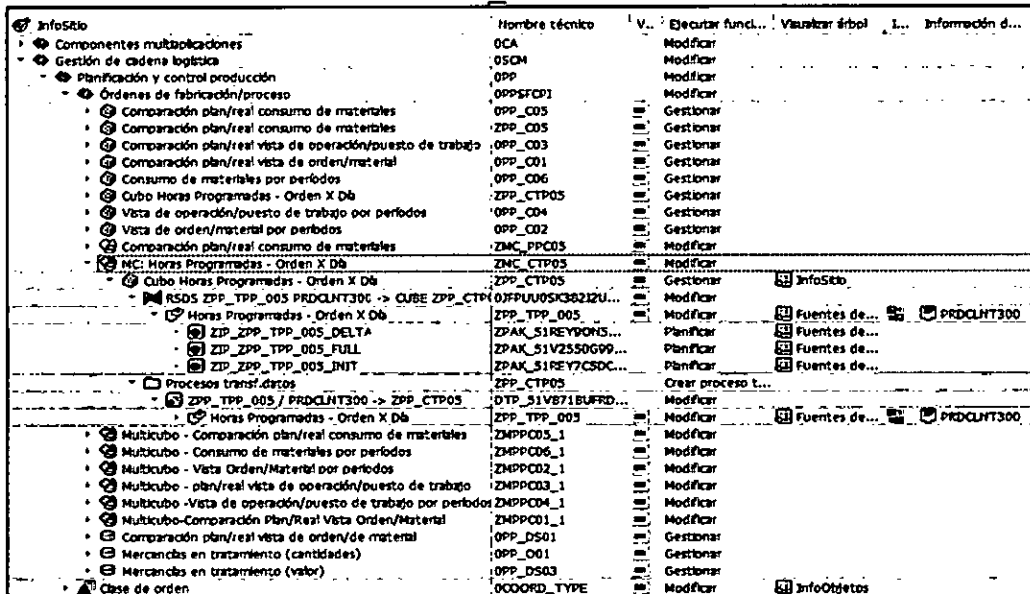 InfoSitio Nombre técnico V... Ejecutar funci... Visualizar árbol I... Información d...
Componentes multiaplicaciones 0CA Modificar
Gestión de cadena logística 0SCM Modificar
Planificación y control producción 0PP Modificar
Órdenes de fabricación/proceso 0PPSFCPI Modificar
Comparación plan/real consumo de materiales 0PP_C05 Gestionar
Comparación plan/real consumo de materiales ZPP_C05 Gestionar
Comparación plan/real vista de operación/puesto de trabajo 0PP_C03 Gestionar
Comparación plan/real vista de orden/material 0PP_C01 Gestionar
Consumo de materiales por períodos 0PP_C06 Gestionar
Cubo Horas Programadas - Orden X Día ZPP_CTP05 Gestionar
Vista de operación/puesto de trabajo por períodos 0PP_C04 Gestionar
Vista de orden/material por períodos 0PP_C02 Gestionar
Comparación plan/real consumo de materiales ZMC_PPC05 Modificar
MC: Horas Programadas - Orden X Día ZMC_CTP05 Modificar
Cubo Horas Programadas - Orden X Día ZPP_CTP05 Gestionar InfoSitio
RSDS ZPP_TPP_005 PRDCLNT300 -> CUBE ZPP_CTP Modificar
Horas Programadas - Orden X Día ZPP_TPP_005 Modificar Fuentes de... PRDCLNT300
ZIP_ZPP_TPP_005_DELTA Planificar Fuentes de...
ZIP_ZPP_TPP_005_FULL Planificar Fuentes de...
ZIP_ZPP_TPP_005_INIT Planificar Fuentes de...
Procesos transf.datos ZPP_CTP05 Crear proceso t...
ZPP_TPP_005 / PRDCLNT300 -> ZPP_CTP05 Modificar
Horas Programadas - Orden X Día ZPP_TPP_005 Modificar Fuentes de... PRDCLNT300
Multicubo - Comparación plan/real consumo de materiales ZMPPC05_1 Modificar
Multicubo - Consumo de materiales por períodos ZMPPC06_1 Modificar
Multicubo - Vista Orden/Material por períodos ZMPPC02_1 Modificar
Multicubo - plan/real vista de operación/puesto de trabajo ZMPPC03_1 Modificar
Multicubo -Vista de operación/puesto de trabajo por períodos ZMPPC04_1 Modificar
Multicubo-Comparación Plan/Real Vista Orden/Material ZMPPC01_1 Modificar
Comparación plan/real vista de orden/de material 0PP_DS01 Gestionar
Mercancías en tratamiento (cantidades) 0PP_O01 Gestionar
Mercancías en tratamiento (valor) 0PP_DS03 Gestionar
Clase de orden 0COORD_TYPE Modificar InfoObjetos